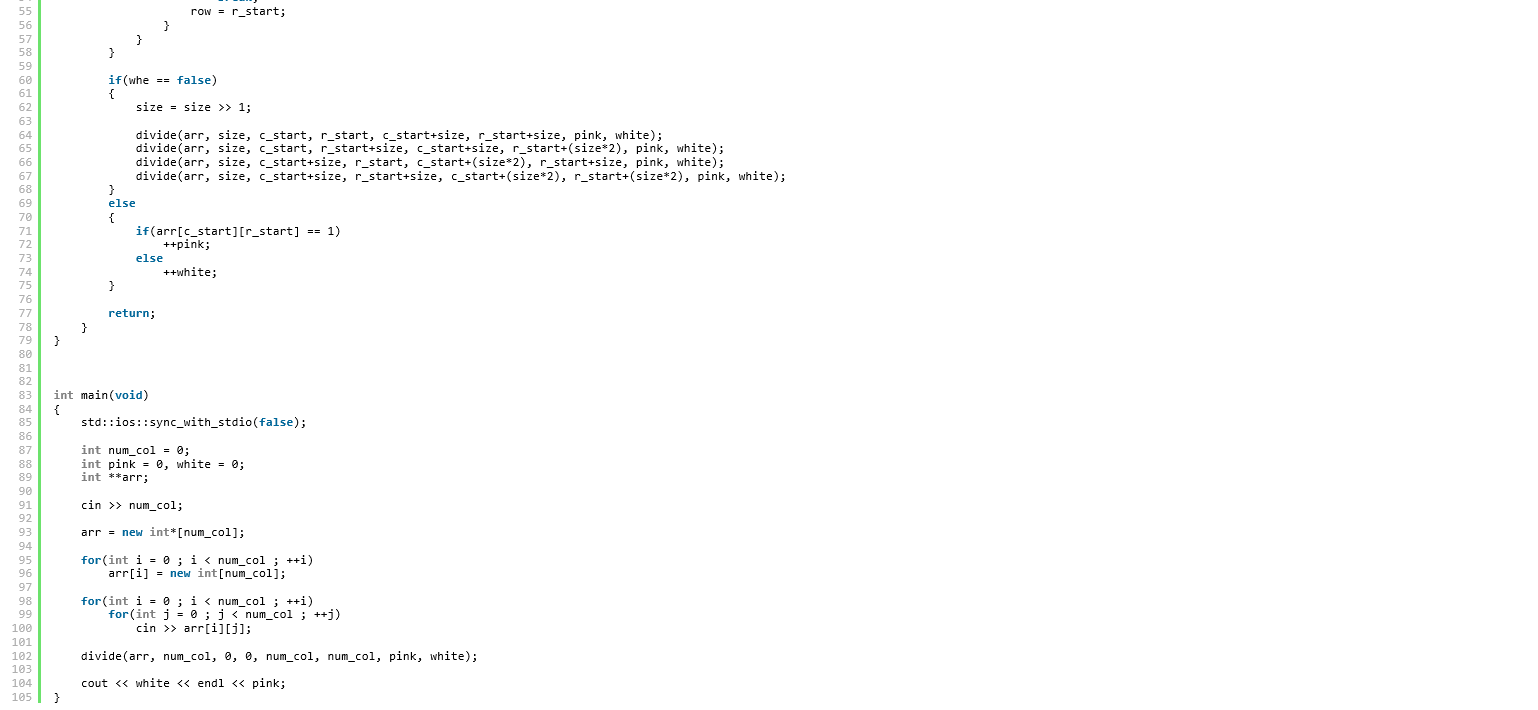 55 row = r_start;
56 }
57 }
58 }
59
60 if(whe == false)
61 {
62 size = size >> 1;
63
64 divide(arr, size, c_start, r_start, c_start+size, r_start+size, pink, white);
65 divide(arr, size, c_start, r_start+size, c_start+size, r_start+(size*2), pink, white);
66 divide(arr, size, c_start+size, r_start, c_start+(size*2), r_start+size, pink, white);
67 divide(arr, size, c_start+size, r_start+size, c_start+(size*2), r_start+(size*2), pink, white);
68 }
69 else
70 {
71 if(arr[c_start][r_start] == 1)
72 ++pink;
73 else
74 ++white;
75 }
76
77 return;
78 }
79 }
80
81
82
83 int main(void)
84 {
85 std::ios::sync_with_stdio(false);
86
87 int num_col = 0;
88 int pink = 0, white = 0;
89 int **arr;
90
91 cin >> num_col;
92
93 arr = new int*[num_col];
94
95 for(int i = 0 ; i < num_col ; ++i)
96 arr[i] = new int[num_col];
97
98 for(int i = 0 ; i < num_col ; ++i)
99 for(int j = 0 ; j < num_col ; ++j)
100 cin >> arr[i][j];
101
102 divide(arr, num_col, 0, 0, num_col, num_col, pink, white);
103
104 cout << white << endl << pink;
105 }